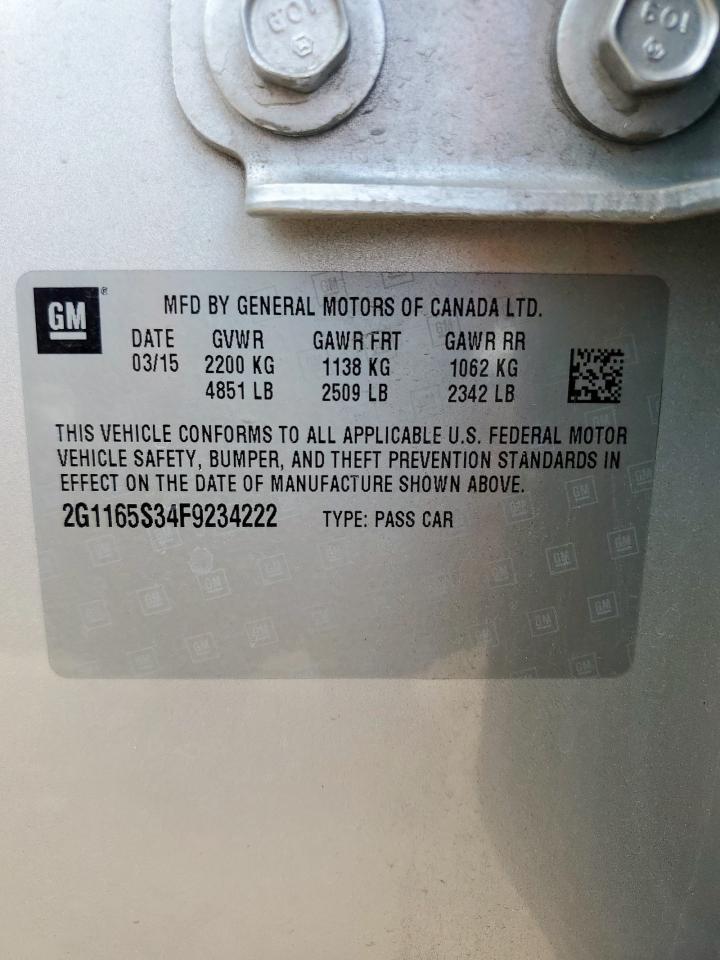 10B
109
GM®
MFD BY GENERAL MOTORS OF CANADA LTD.
DATE GVWR GAWR FRT GAWR RR
03/15 2200 KG 1138 KG 1062 KG
4851 LB 2509 LB 2342 LB
THIS VEHICLE CONFORMS TO ALL APPLICABLE U.S. FEDERAL MOTOR
VEHICLE SAFETY, BUMPER, AND THEFT PREVENTION STANDARDS IN
EFFECT ON THE DATE OF MANUFACTURE SHOWN ABOVE.
2G1165S34F9234222 TYPE: PASS CAR